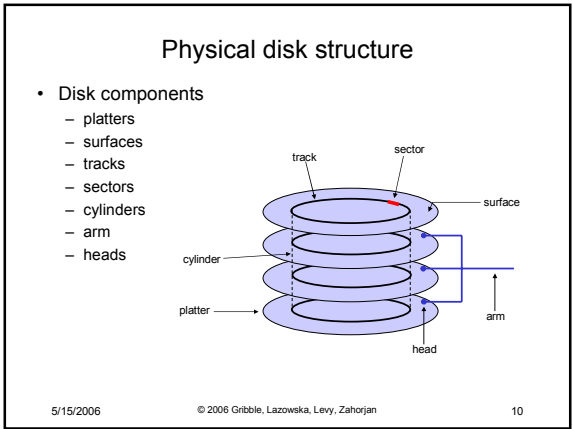 Physical disk structure
• Disk components
– platters
– surfaces
– tracks
– sectors
– cylinders
– arm
– heads
track
sector
surface
cylinder
platter
arm
head
5/15/2006
© 2006 Gribble, Lazowska, Levy, Zahorjan
10